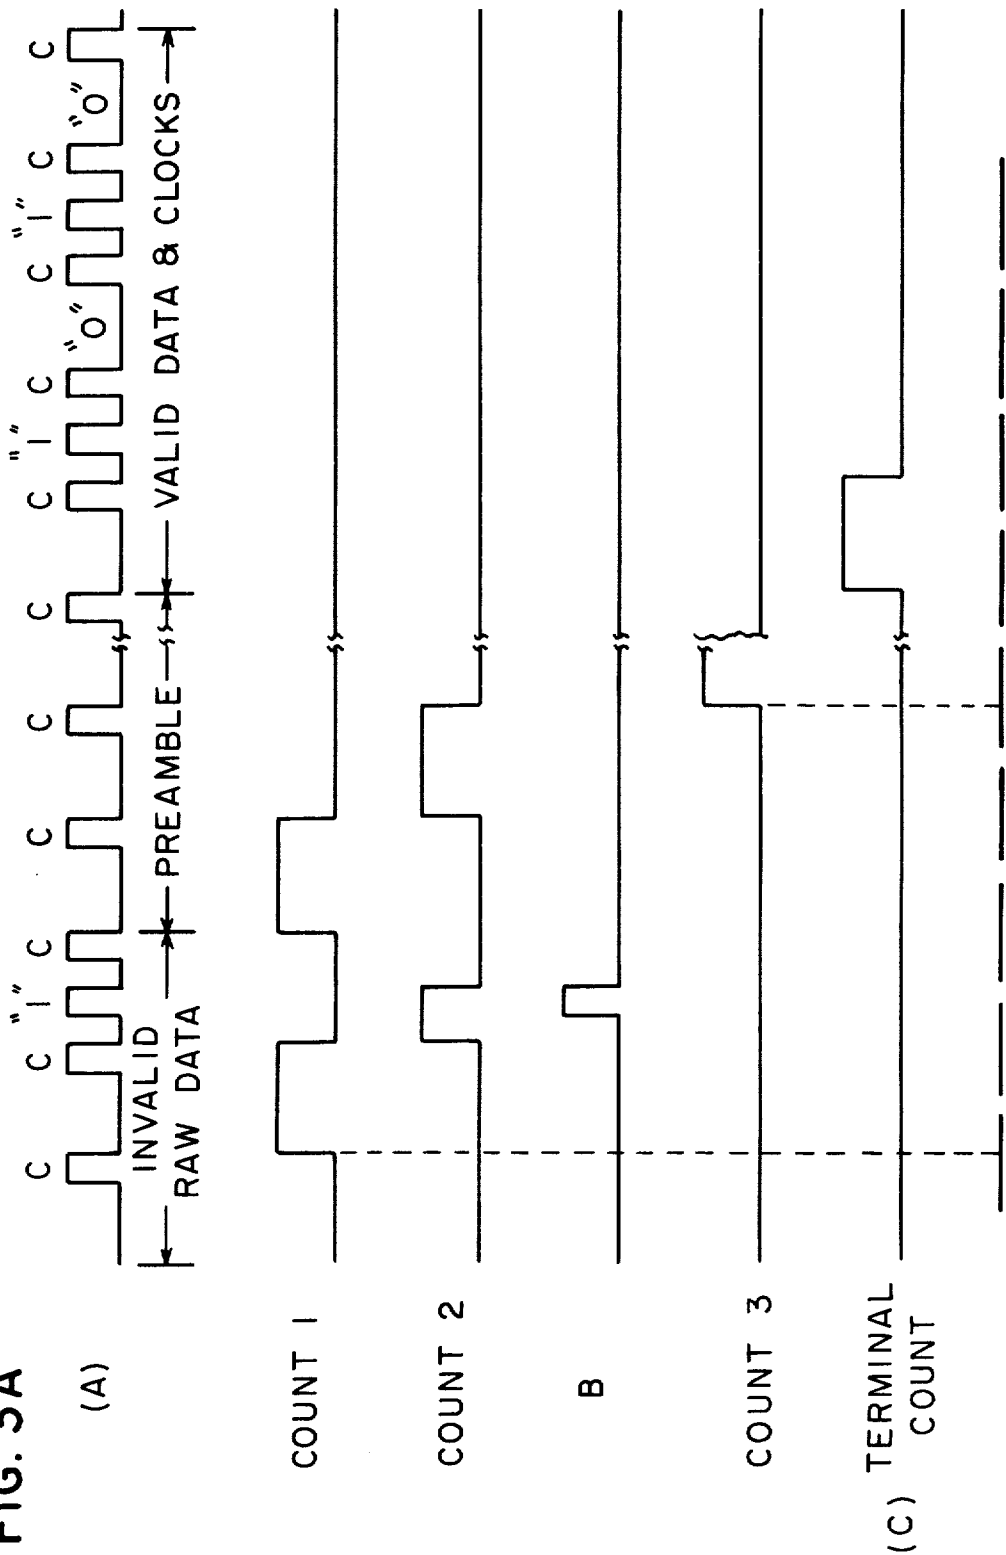 FIG.
(A)
C C "1" C C C C C "1" C "0" C "1" C "0" C
INVALID
RAW DATA
PREAMBLE
VALID DATA & CLOCKS
COUNT 1
COUNT 2
B
COUNT 3
(C) TERMINAL
COUNT